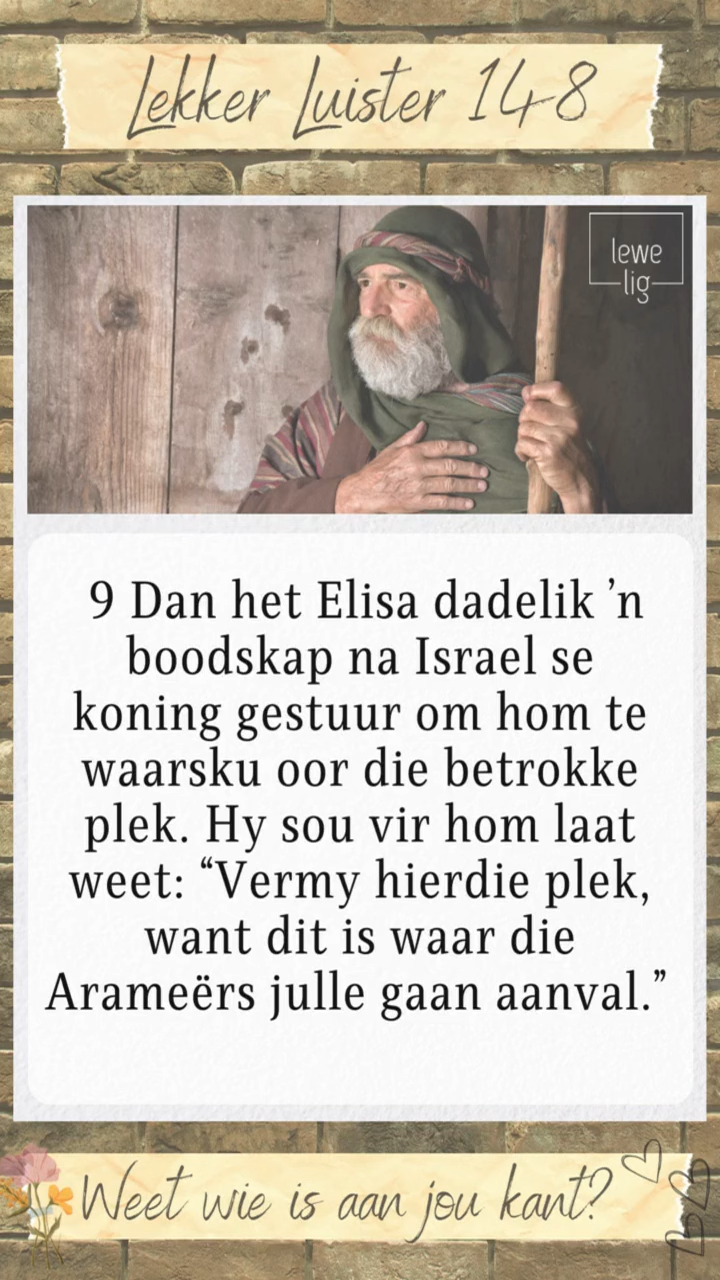 Lekker Luister 148
lewe
lig
9 Dan het Elisa dadelik ’n
boodskap na Israel se
koning gestuur om hom te
waarsku oor die betrokke
plek. Hy sou vir hom laat
weet: “Vermy hierdie plek,
want dit is waar die
Arameërs julle gaan aanval.”
Weet wie is aan jou kant?